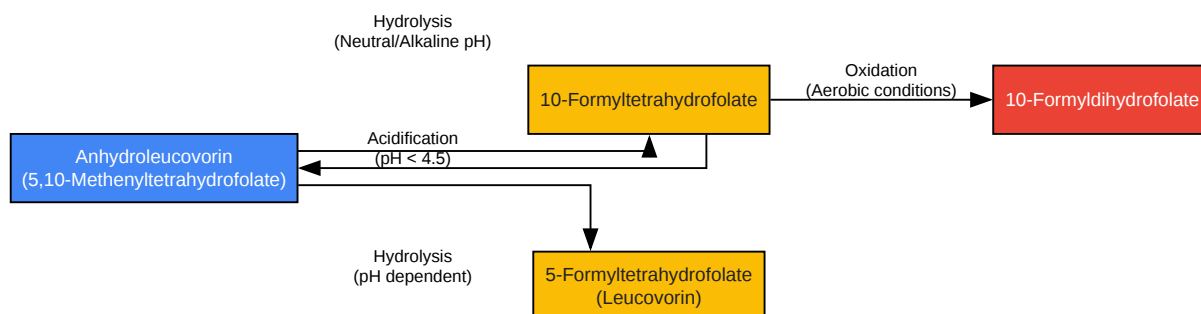 Hydrolysis
(Neutral/Alkaline pH)
10-Formyltetrahydrofolate
Oxidation
(Aerobic conditions)
10-Formyldihydrofolate
Anhydroleucovorin
(5,10-Methenyltetrahydrofolate)
Acidification
(pH < 4.5)
Hydrolysis
(pH dependent)
5-Formyltetrahydrofolate
(Leucovorin)